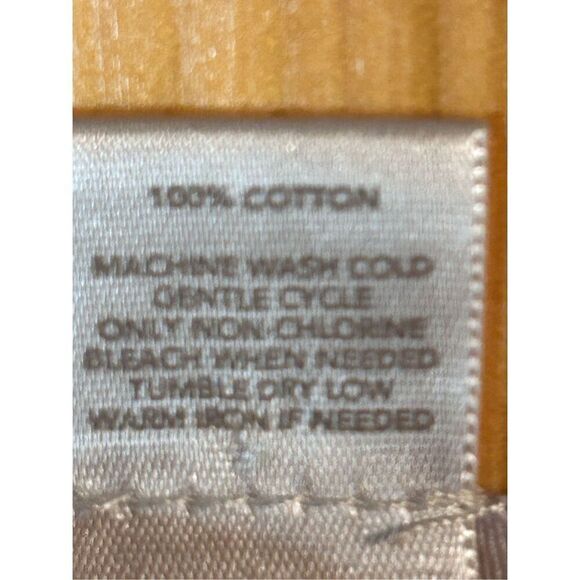 100% COTTON
MACHINE WASH COLD
GENTLE CYCLE
ONLY NON-CHLORINE
BLEACH WHEN NEEDED
TUMBLE DRY LOW
WARM IRON IF NEEDED